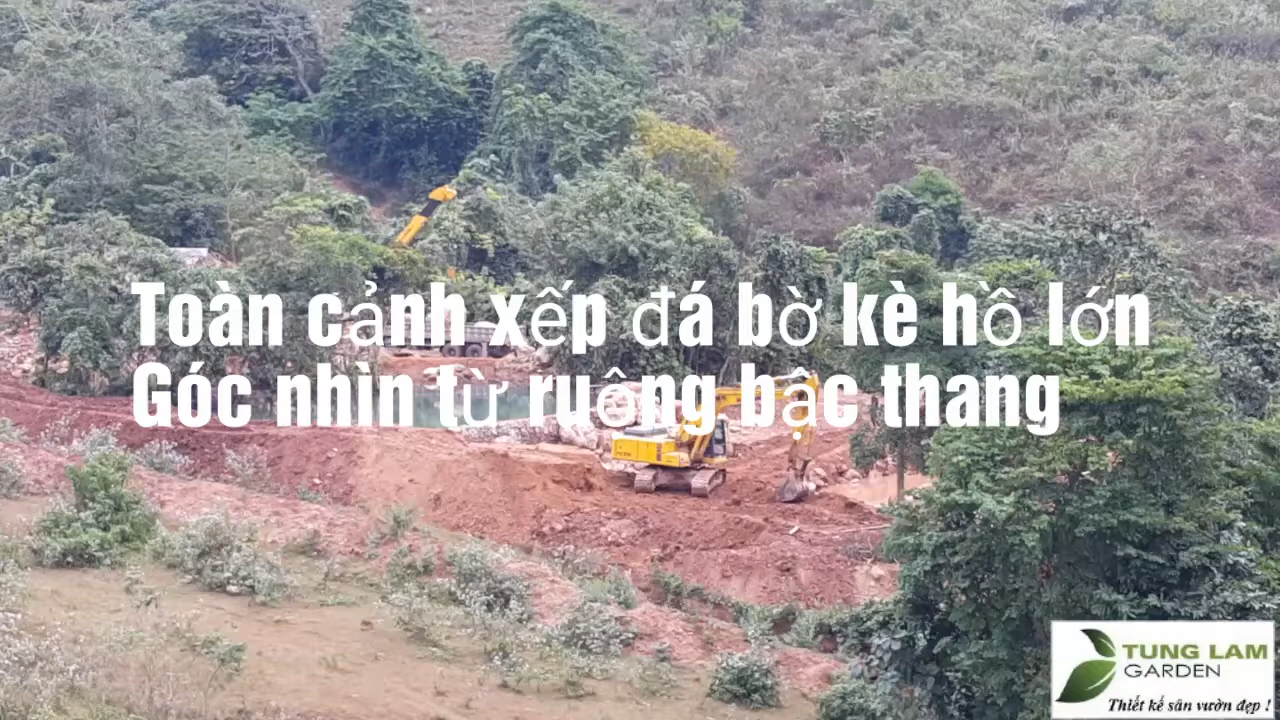 Toàn cảnh xếp đá bờ kè hồ lớn
Góc nhìn từ ruộng bậc thang
TUNG LAM
GARDEN
Thiết kế sân vườn đẹp !